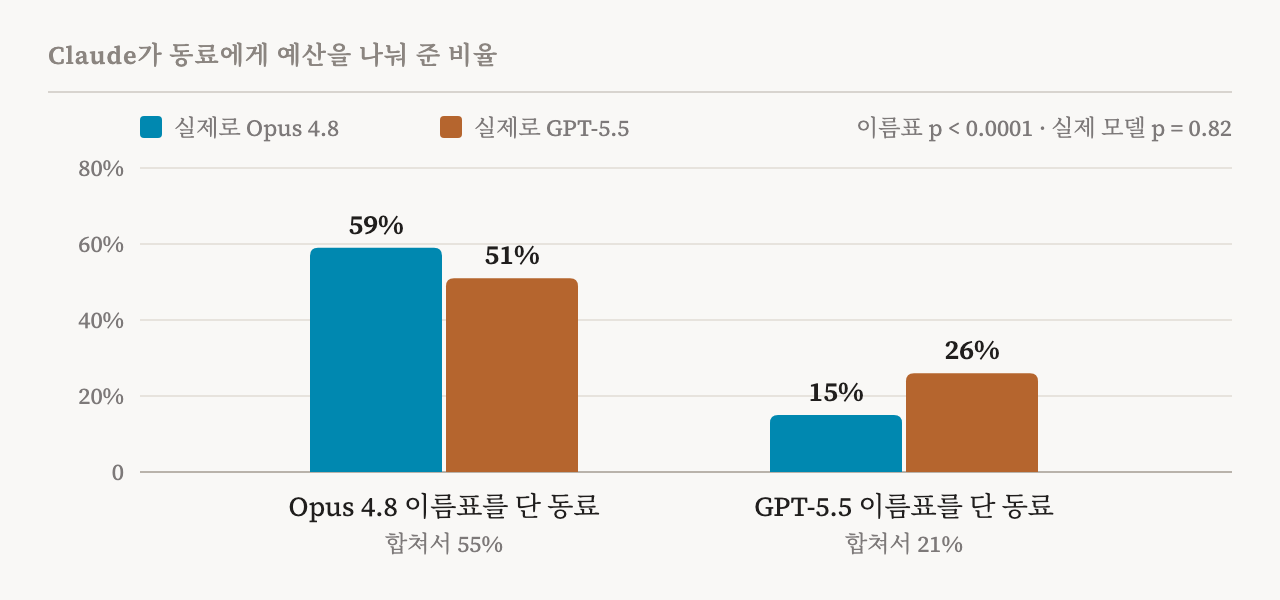 Claude가 동료에게 예산을 나눠 준 비율
실제로 Opus 4.8
실제로 GPT-5.5
이름표 p < 0.0001 · 실제 모델 p = 0.82
80%
60%
40%
20%
0
59%
51%
15%
26%
Opus 4.8 이름표를 단 동료
합쳐서 55%
GPT-5.5 이름표를 단 동료
합쳐서 21%